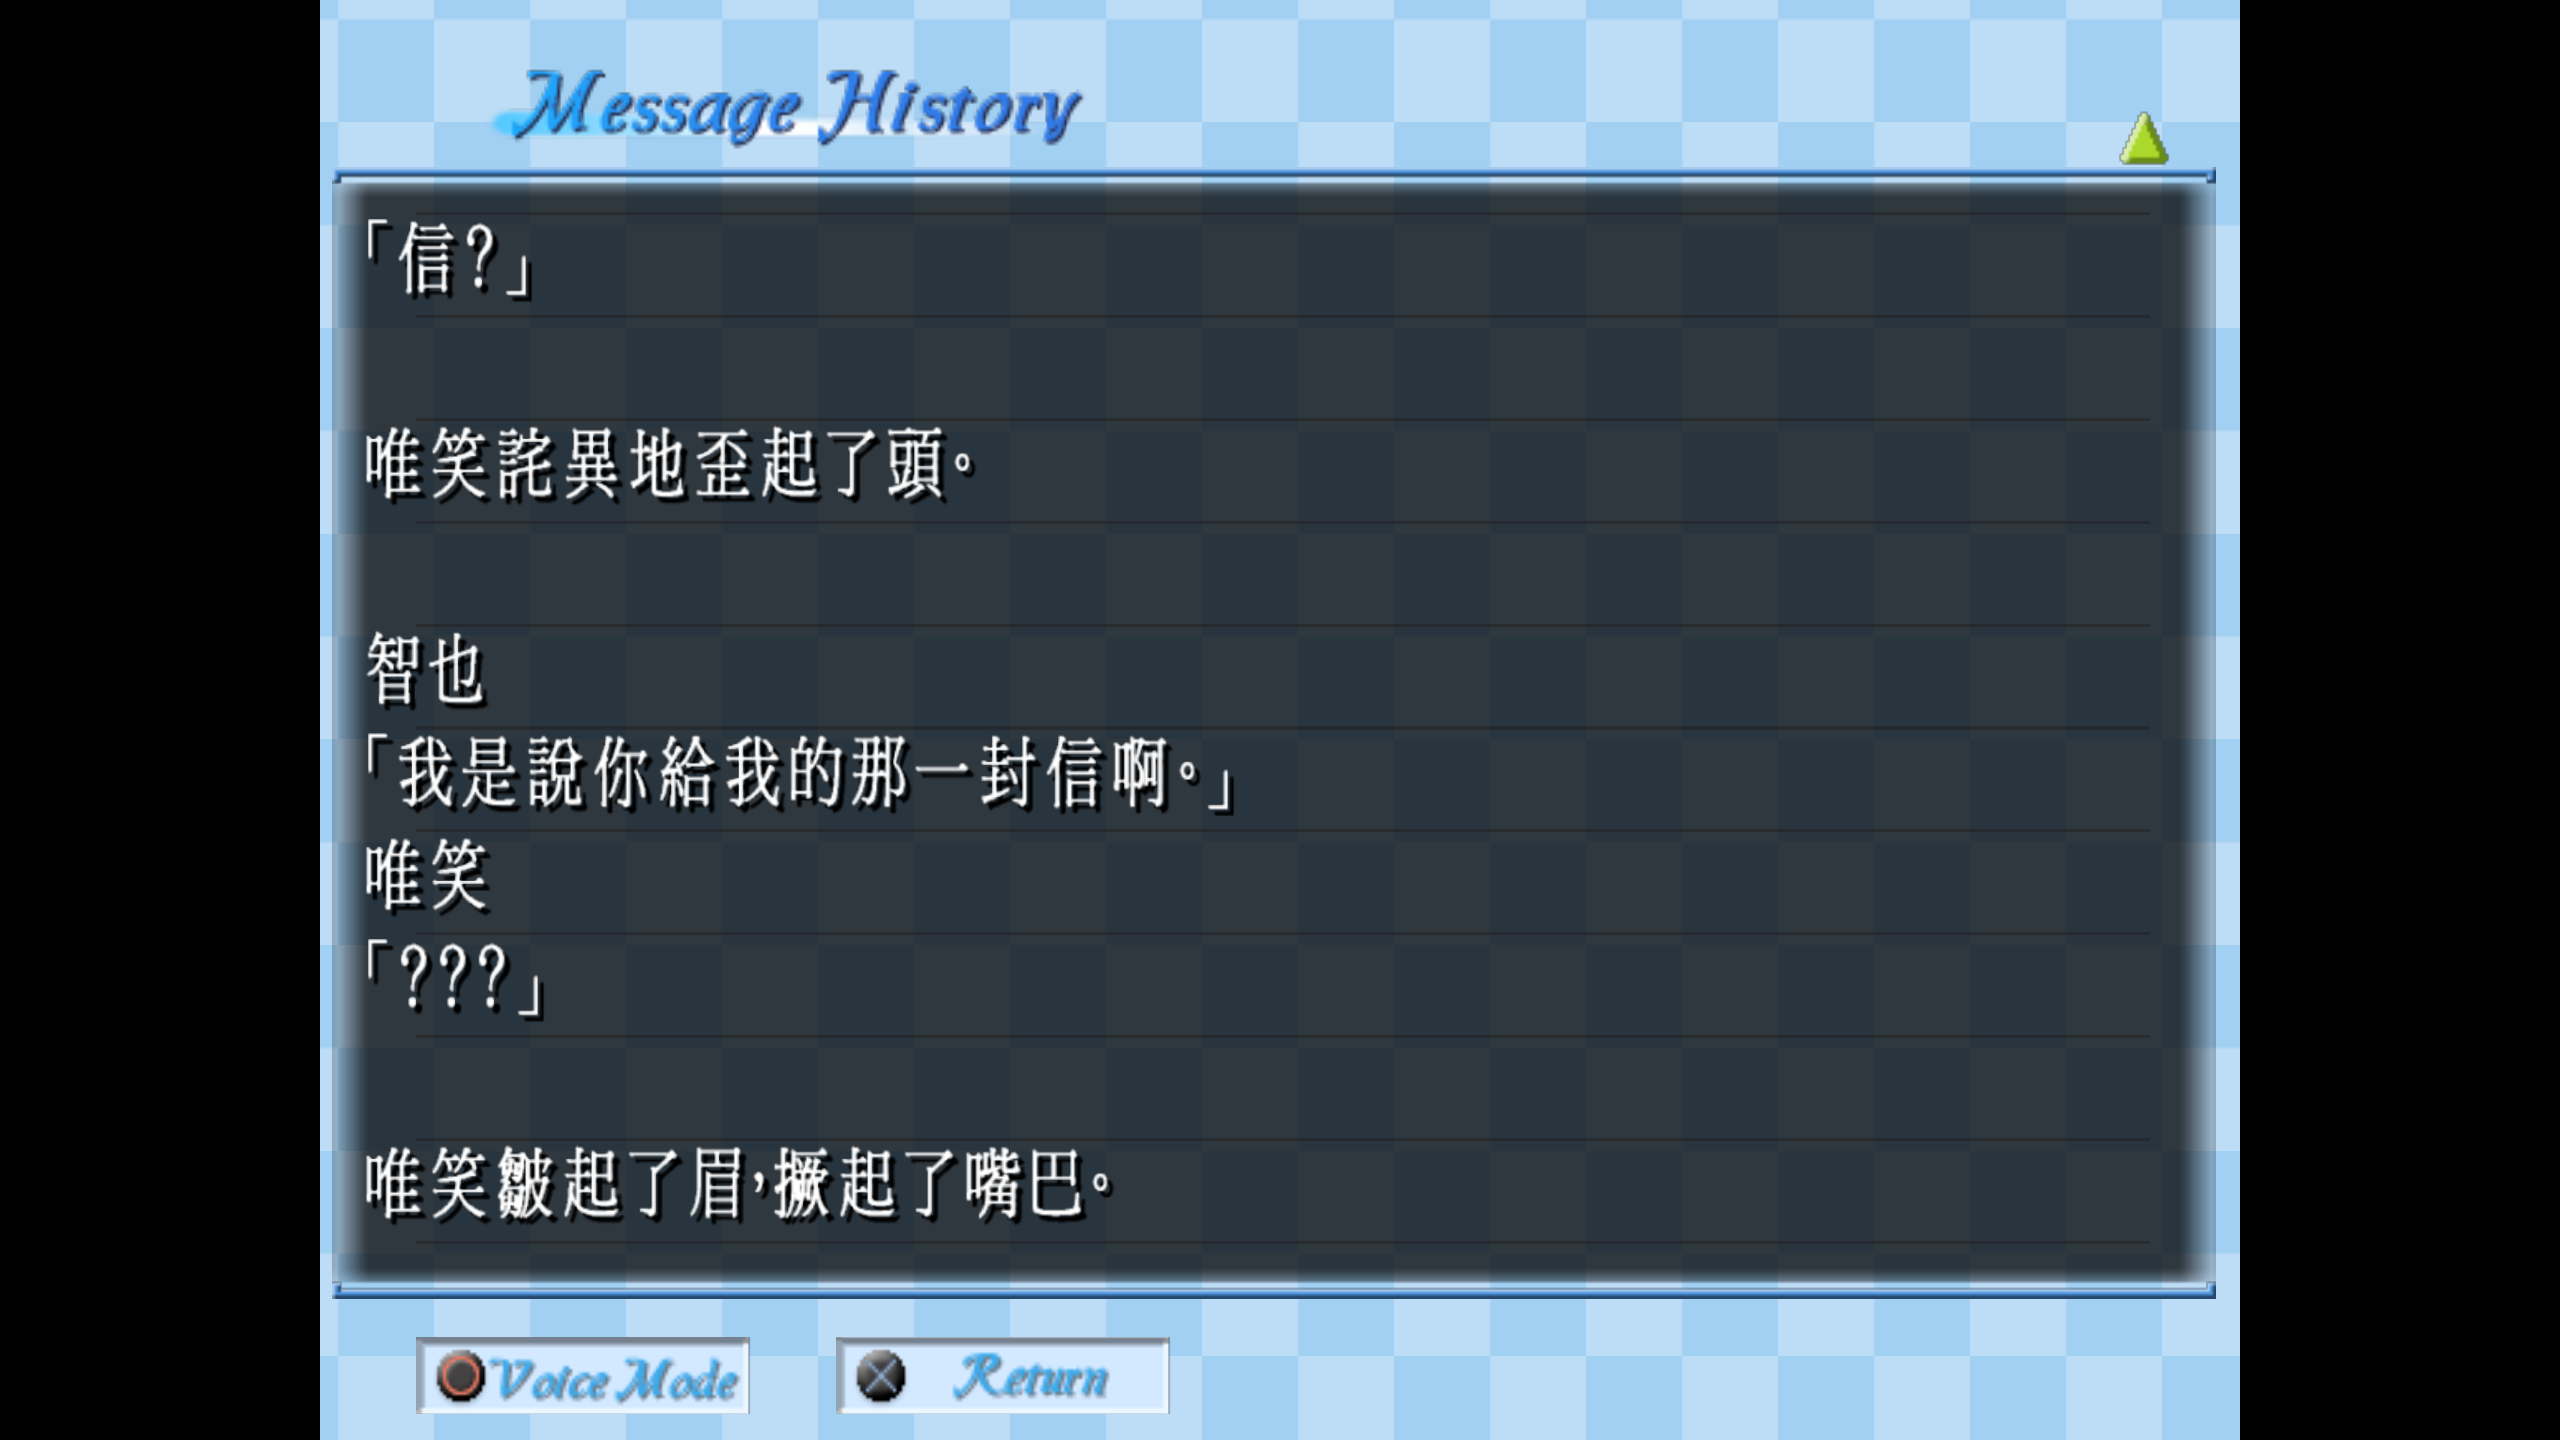 Message History
「信?」
唯笑詫異地歪起了頭。
智也
「我是說你給我的那一封信啊。」
唯笑
「???」
唯笑皺起了眉,撅起了嘴巴。
Voice Mode
Return